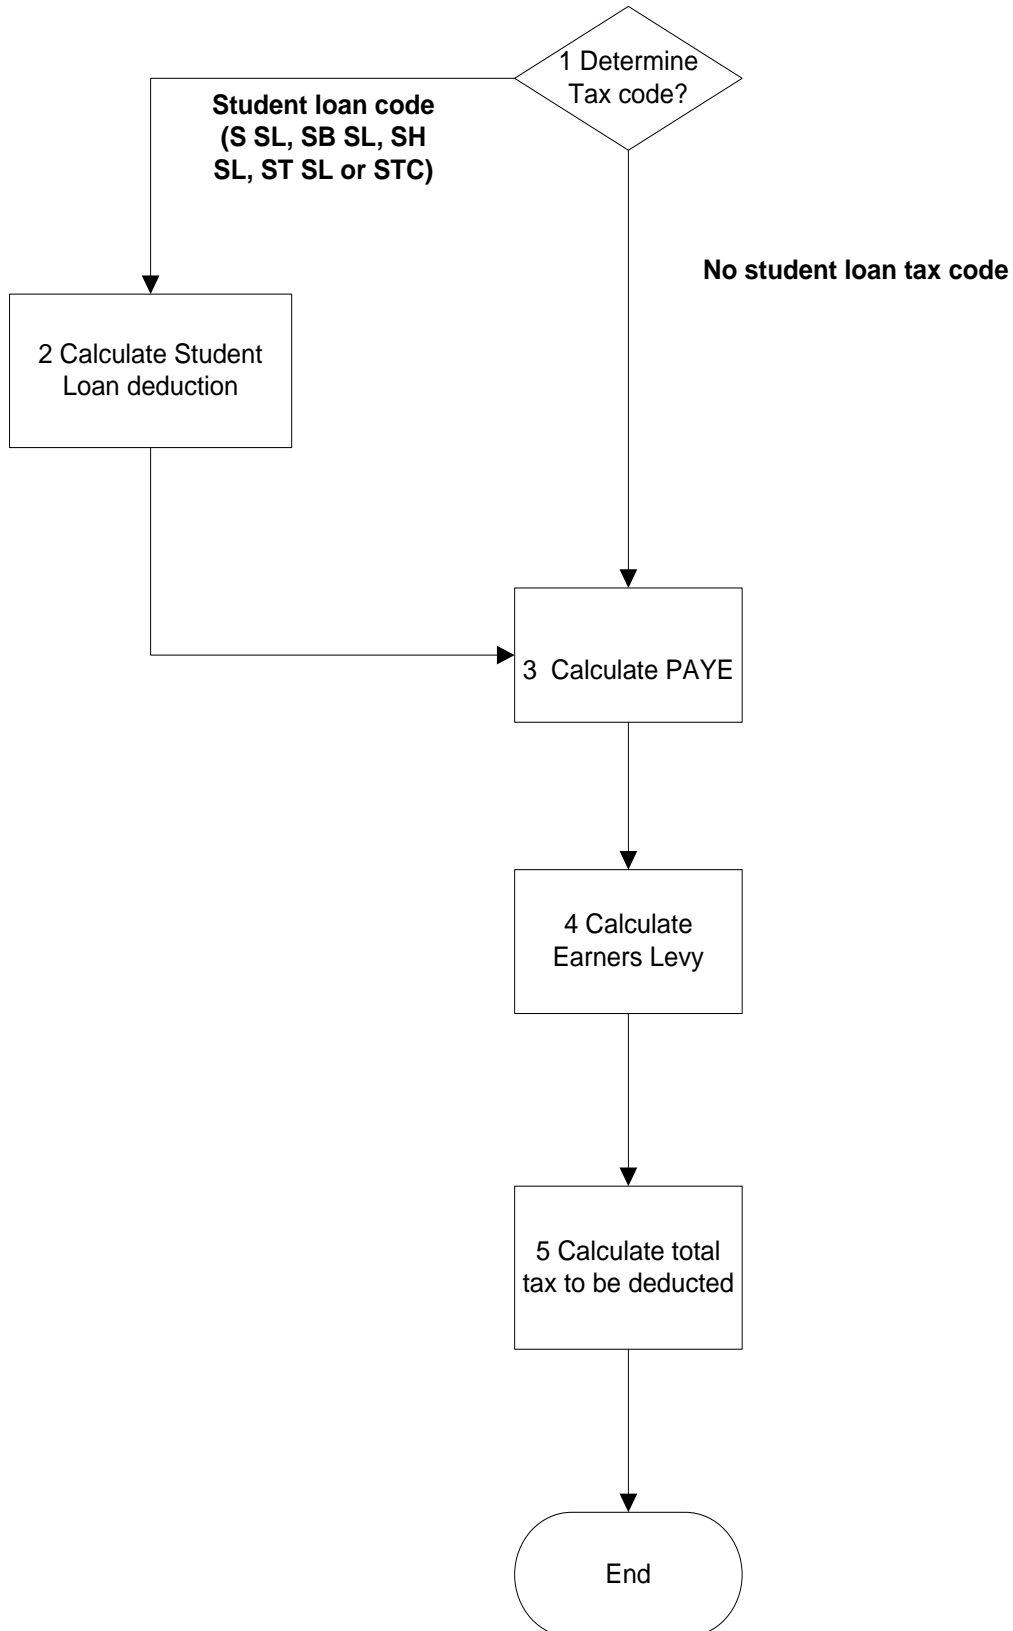 1 Determine
Tax code?
Student loan code
(S SL, SB SL, SH
SL, ST SL or STC)
No student loan tax code
2 Calculate Student
Loan deduction
3 Calculate PAYE
4 Calculate
Earners Levy
5 Calculate total
tax to be deducted
End